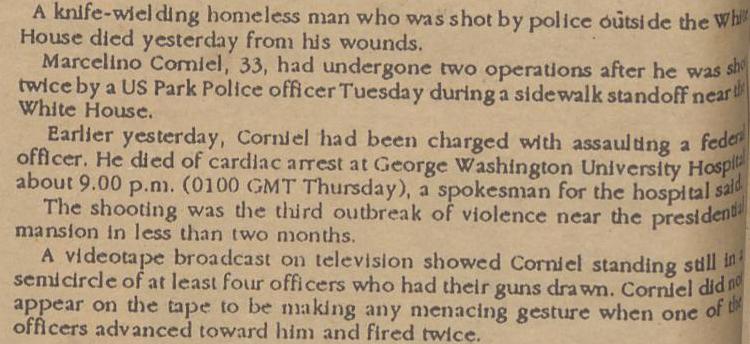 A knife-wielding homeless man who was shot by police outside the White
House died yesterday from his wounds.
Marcelino Corniel, 33, had undergone two operations after he was shot
twice by a US Park Police officer Tuesday during a sidewalk standoff near the
White House.
Earlier yesterday, Corniel had been charged with assaulting a federal
officer. He died of cardiac arrest at George Washington University Hospital
about 9.00 p.m. (0100 GMT Thursday), a spokesman for the hospital said.
The shooting was the third outbreak of violence near the presidential
mansion in less than two months.
A videotape broadcast on television showed Corniel standing still in a
semicircle of at least four officers who had their guns drawn. Corniel did not
appear on the tape to be making any menacing gesture when one of the
officers advanced toward him and fired twice.